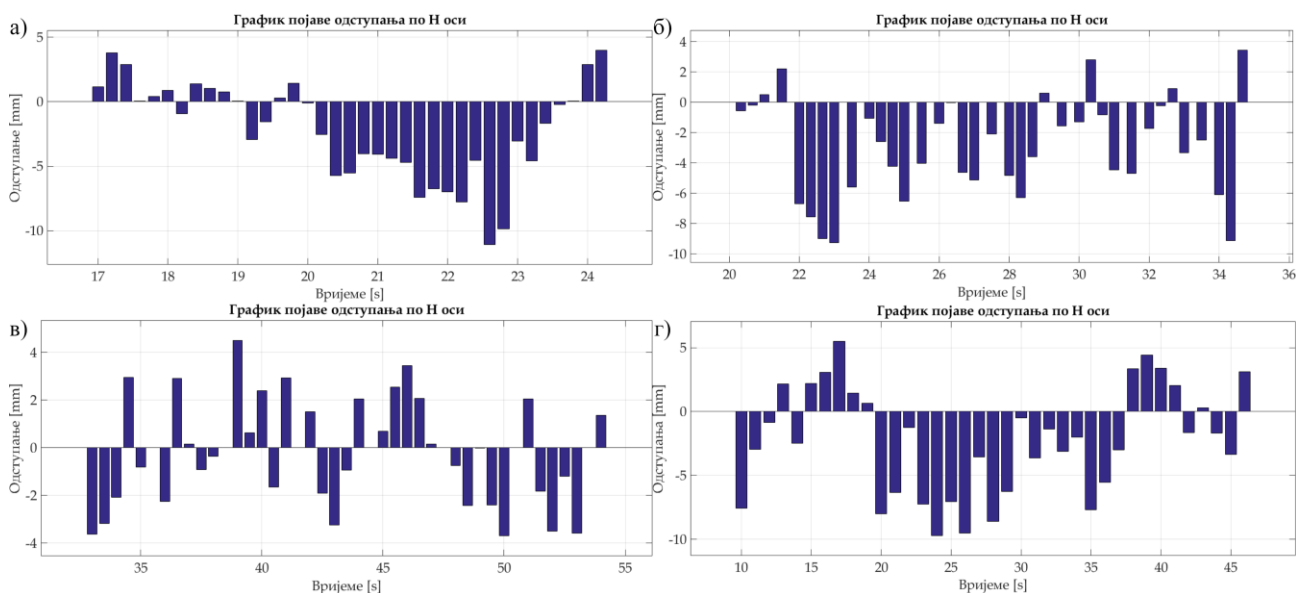 а)
График појаве одступања по Н оси
Одступање [mm]
5
0
-5
-10
17 18 19 20 21 22 23 24
Вријеме [s]
б)
График појаве одступања по Н оси
Одступање [mm]
4
2
0
-2
-4
-6
-8
-10
20 22 24 26 28 30 32 34 36
Вријеме [s]
в)
График појаве одступања по Н оси
Одступање [mm]
4
2
0
-2
-4
35 40 45 50 55
Вријеме [s]
г)
График појаве одступања по Н оси
Одступања [mm]
5
0
-5
-10
10 15 20 25 30 35 40 45
Вријеме [s]